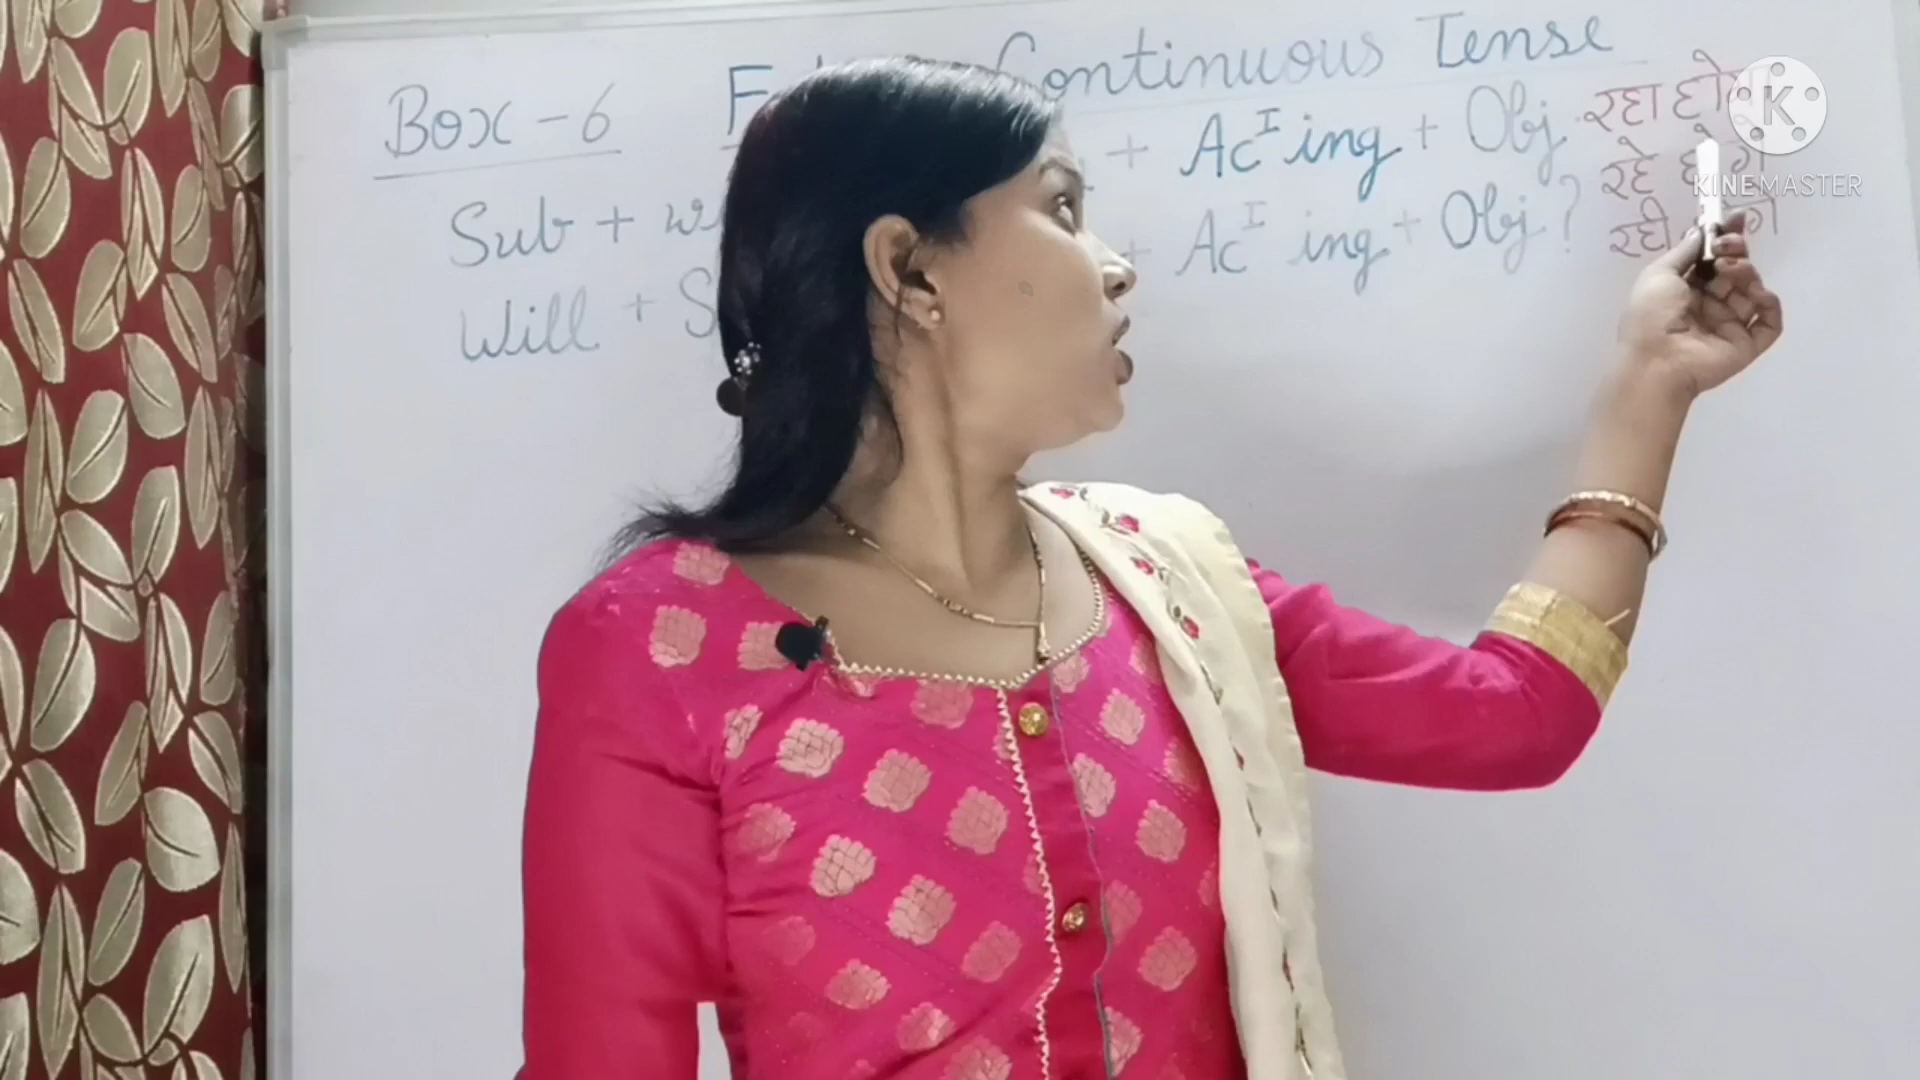 Box - 6 Continuous Tense
Sub + + Ac I ing + Obj. रहा
Will + + Ac I ing + Obj ? रहे
रही
K
KINEMASTER